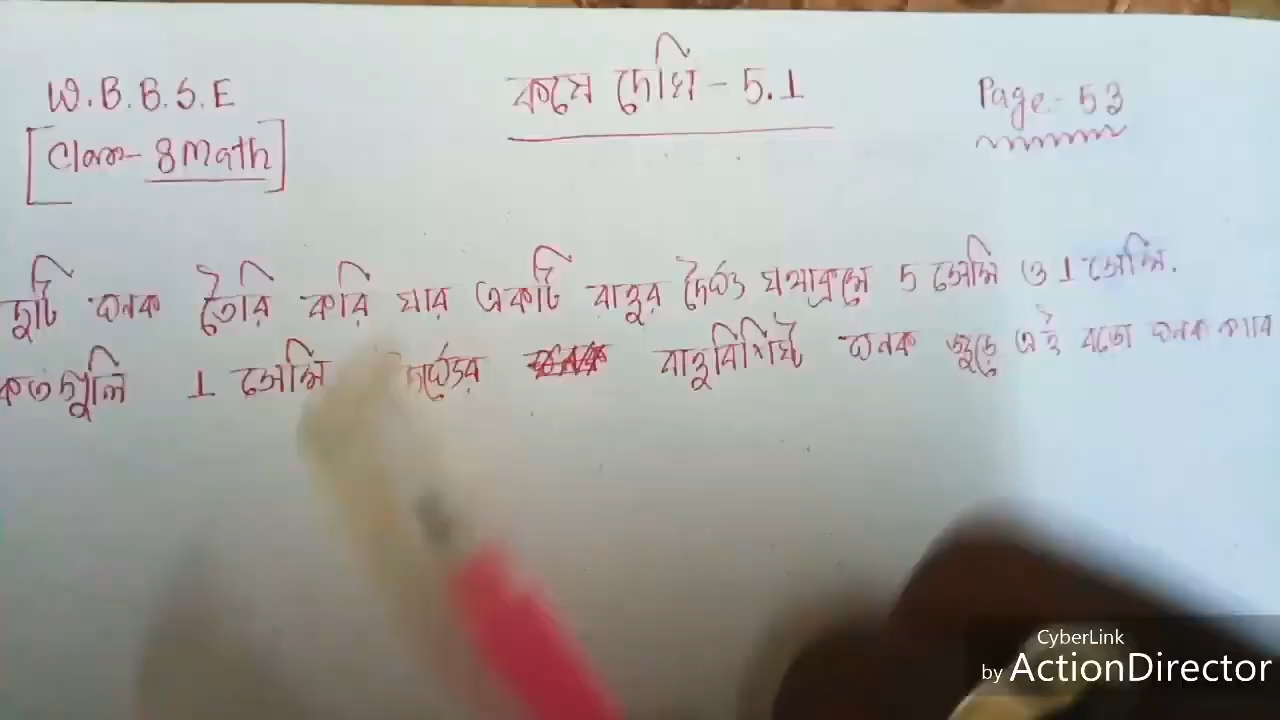 W.B.B.S.E
কষে দেখি - 5.1
Page - 53
Class - 8 Math
দুটি ঘনক তৈরি করি যার একটি বাহুর দৈর্ঘ্য যথাক্রমে 5 সেমি ও 1 সেমি.
কতগুলি 1 সেমি বাহুবিশিষ্ট ঘনক জুড়ে এই বড়ো ঘনক
CyberLink
by ActionDirector